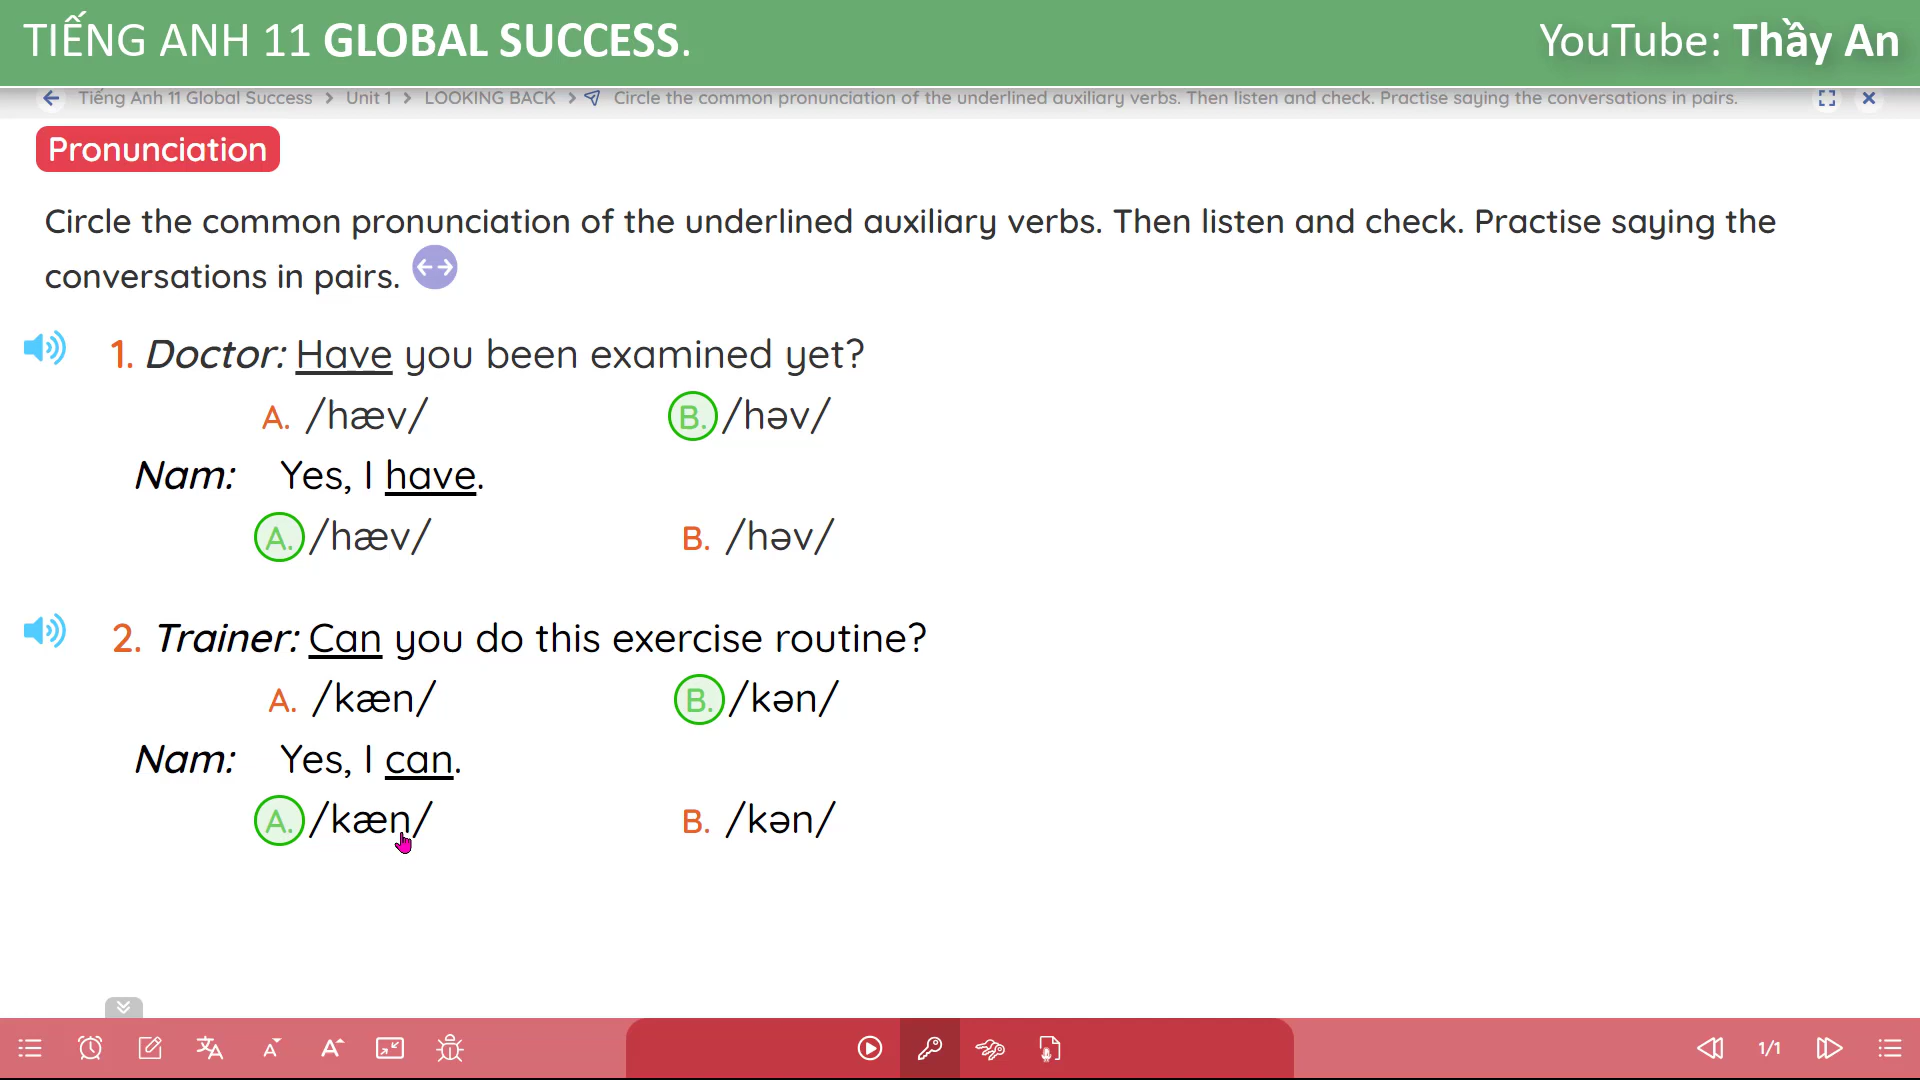 TIẾNG ANH 11 GLOBAL SUCCESS.
YouTube: Thầy An
Tiếng Anh 11 Global Success > Unit 1 > LOOKING BACK > Circle the common pronunciation of the underlined auxiliary verbs. Then listen and check. Practise saying the conversations in pairs.
Pronunciation
Circle the common pronunciation of the underlined auxiliary verbs. Then listen and check. Practise saying the
conversations in pairs.
1. Doctor: Have you been examined yet?
A. /hæv/ B. /həv/
Nam: Yes, I have.
A. /hæv/ B. /həv/
2. Trainer: Can you do this exercise routine?
A. /kæn/ B. /kən/
Nam: Yes, I can.
A. /kæn/ B. /kən/
1/1